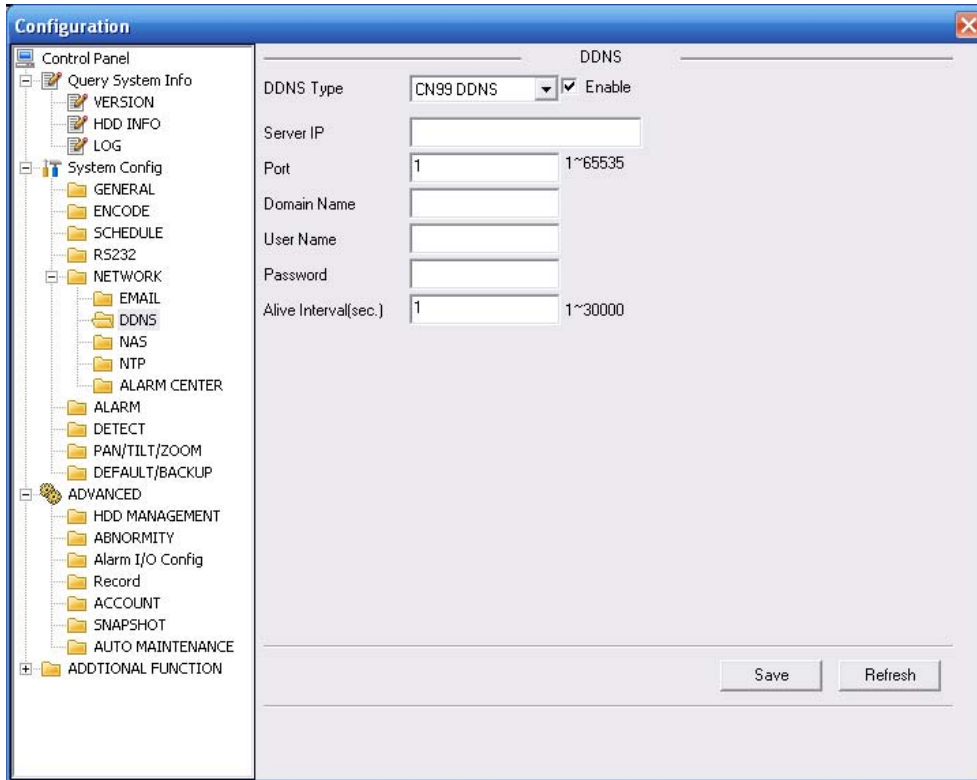 Configuration
Control Panel
Query System Info
VERSION
HDD INFO
LOG
System Config
GENERAL
ENCODE
SCHEDULE
RS232
NETWORK
EMAIL
DDNS
NAS
NTP
ALARM CENTER
ALARM
DETECT
PAN/TILT/ZOOM
DEFAULT/BACKUP
ADVANCED
HDD MANAGEMENT
ABNORMITY
Alarm I/O Config
Record
ACCOUNT
SNAPSHOT
AUTO MAINTENANCE
ADDTIONAL FUNCTION
DDNS
DDNS Type CN99 DDNS Enable
Server IP
Port 1 1~65535
Domain Name
User Name
Password
Alive Interval(sec.) 1 1~30000
Save Refresh